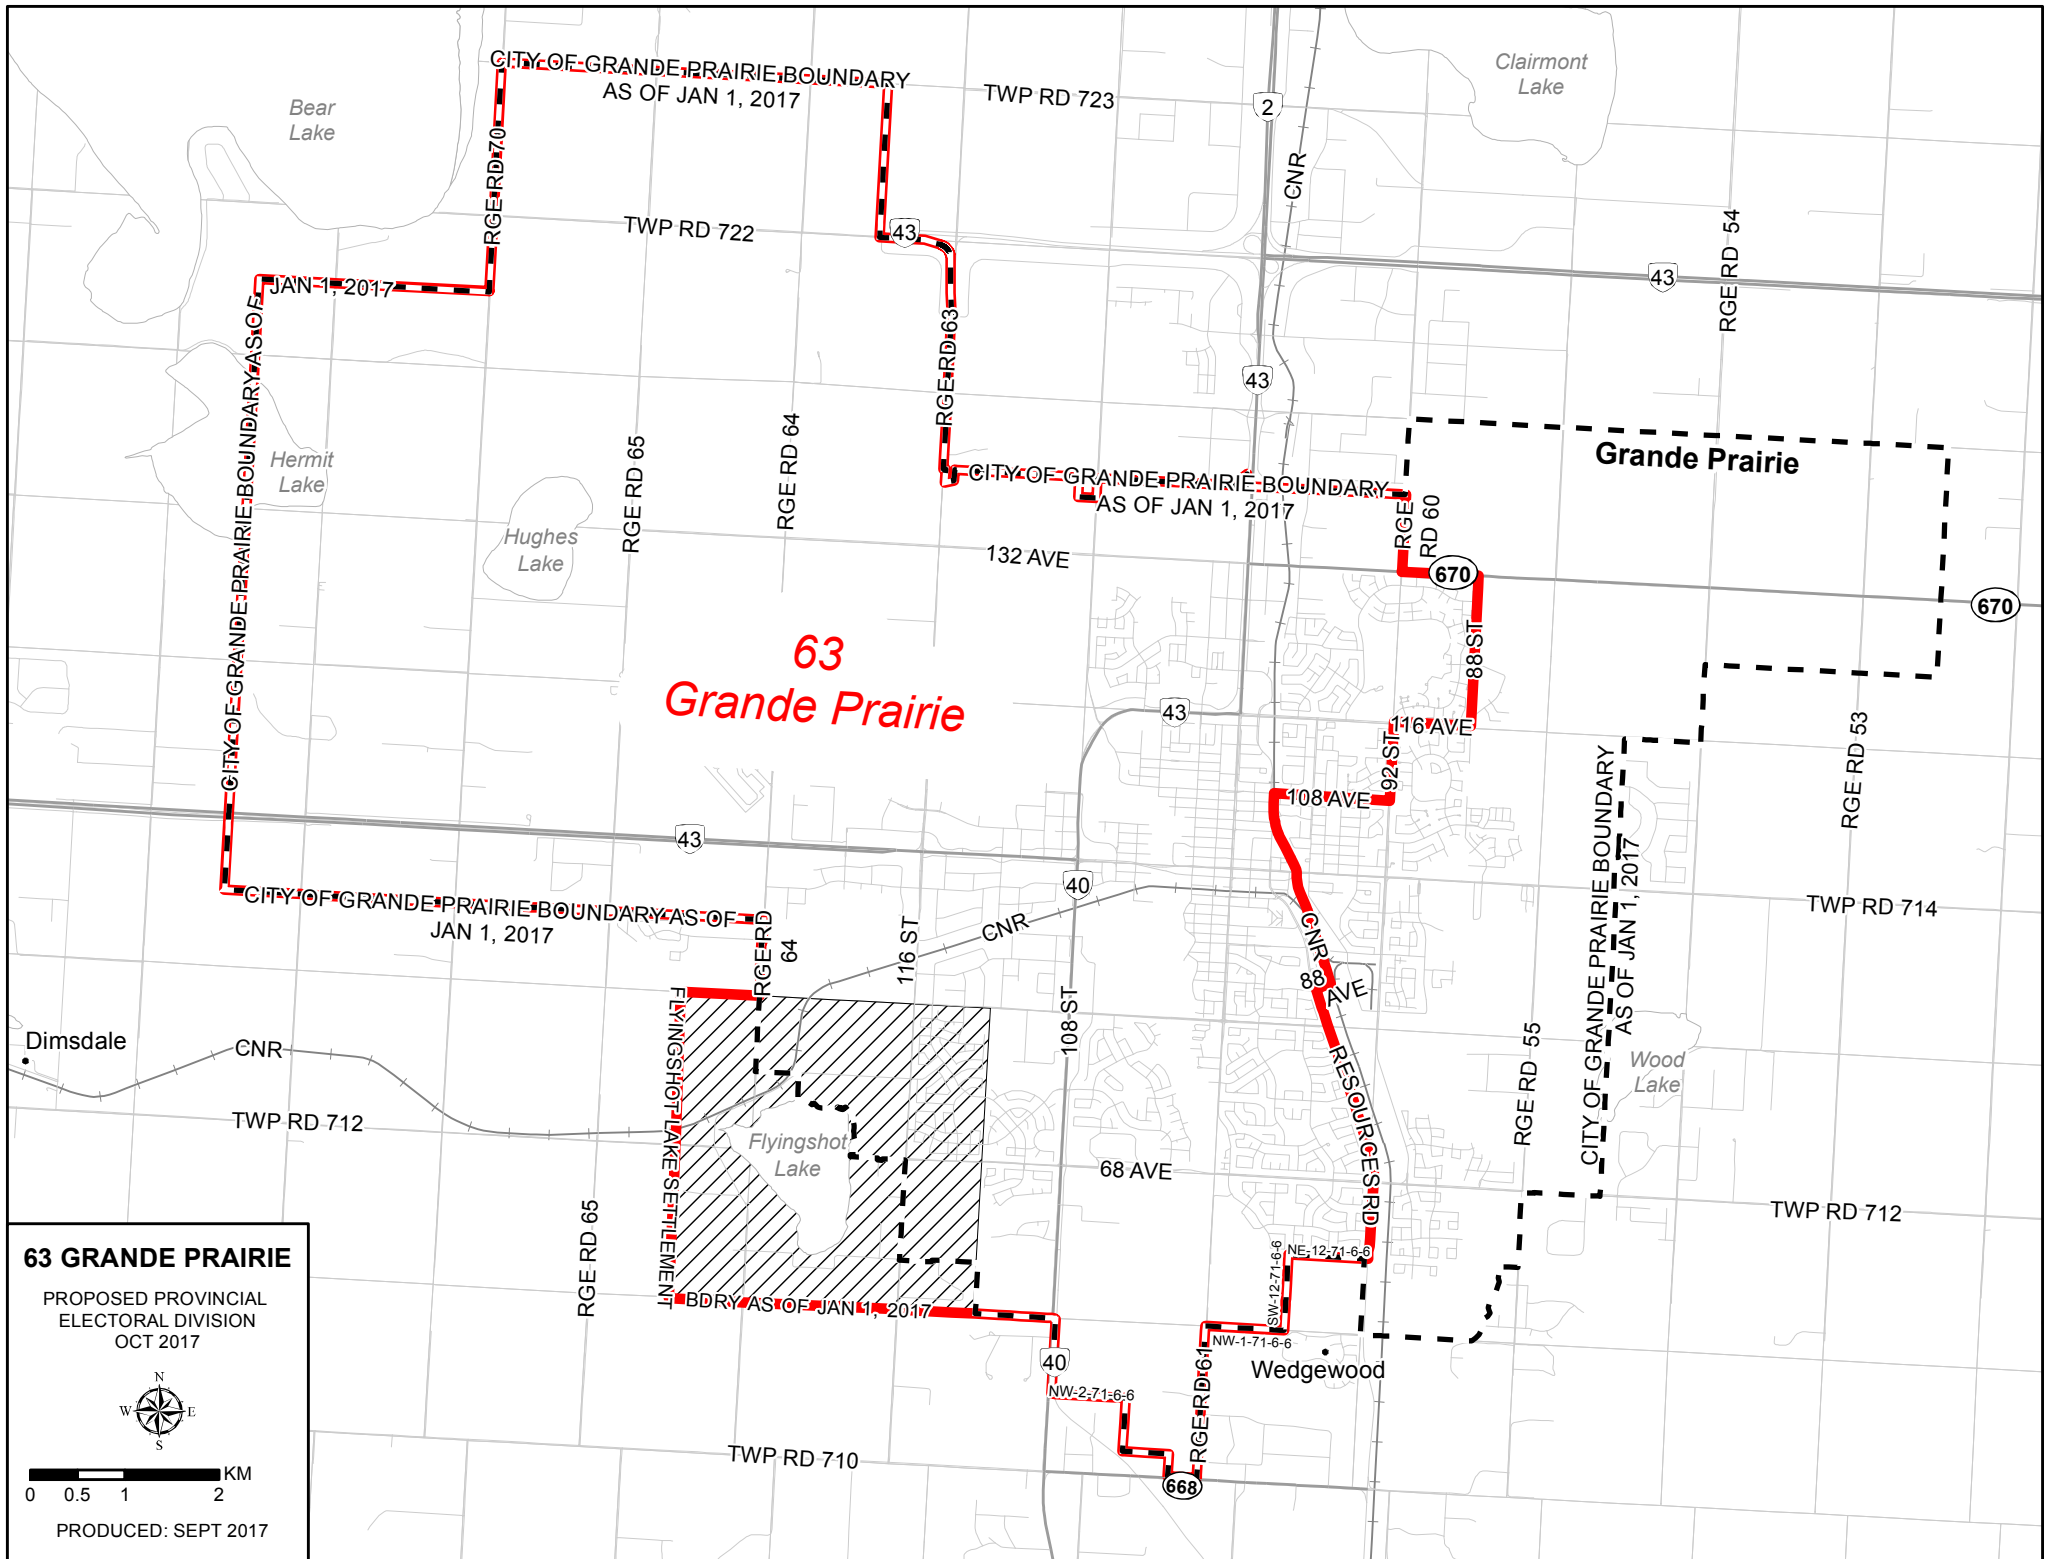 CITY OF GRANDE PRAIRIE BOUNDARY
AS OF JAN 1, 2017
Bear
Lake
TWP RD 723
2
Clairmont
Lake
CNR
RGE RD 70
TWP RD 722
43
RGE RD 54
43
CITY OF GRANDE PRAIRIE BOUNDARY AS OF
JAN 1, 2017
RGE RD 63
43
Hermit
Lake
RGE RD 65
RGE RD 64
Grande Prairie
CITY OF GRANDE PRAIRIE BOUNDARY
AS OF JAN 1, 2017
RGE
RD 60
Hughes
Lake
132 AVE
670
670
63
Grande Prairie
88 ST
43
116 AVE
92 ST
RGE RD 53
108 AVE
43
40
CITY OF GRANDE PRAIRIE BOUNDARY
AS OF JAN 1, 2017
CITY OF GRANDE PRAIRIE BOUNDARY AS OF
JAN 1, 2017
RGE RD
64
116 ST
CNR
CNR
88
AVE
TWP RD 714
FLYINGSHOT LAKE SETTLEMENT
BDRY AS OF JAN 1, 2017
108 ST
RESOURCES RD
RGE RD 55
Wood
Lake
Dimsdale
CNR
TWP RD 712
Flyingshot
Lake
68 AVE
TWP RD 712
RGE RD 65
NE-12-71-6-6
SW-12-71-6-6
NW-1-71-6-6
Wedgewood
40
NW-2-71-6-6
RGE RD 61
TWP RD 710
668
63 GRANDE PRAIRIE
PROPOSED PROVINCIAL
ELECTORAL DIVISION
OCT 2017
N
W E
S
KM
0 0.5 1 2
PRODUCED: SEPT 2017